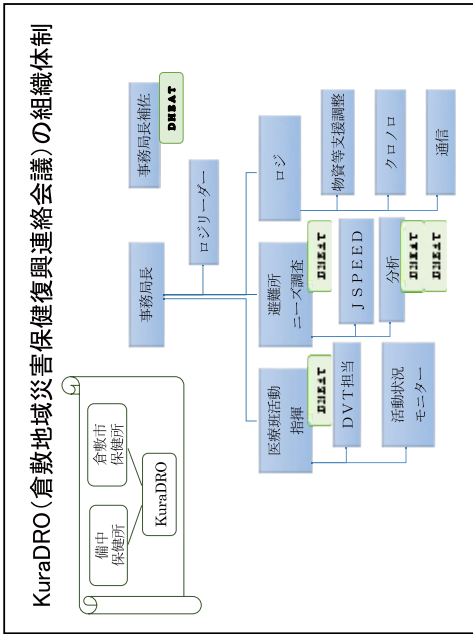 KuraDRO(倉敷地域災害保健復興連絡会議)の組織体制
備中
保健所
倉敷市
保健所
KuraDRO
事務局長
事務局長補佐
DHEAT
ロジリーダー
医療班活動
指揮
DHEAT
DVT担当
活動状況
モニター
避難所
ニーズ調査
DHEAT
JSPEED
分析
DHEAT
DHEAT
ロジ
物資等支援調整
クロノロ
通信